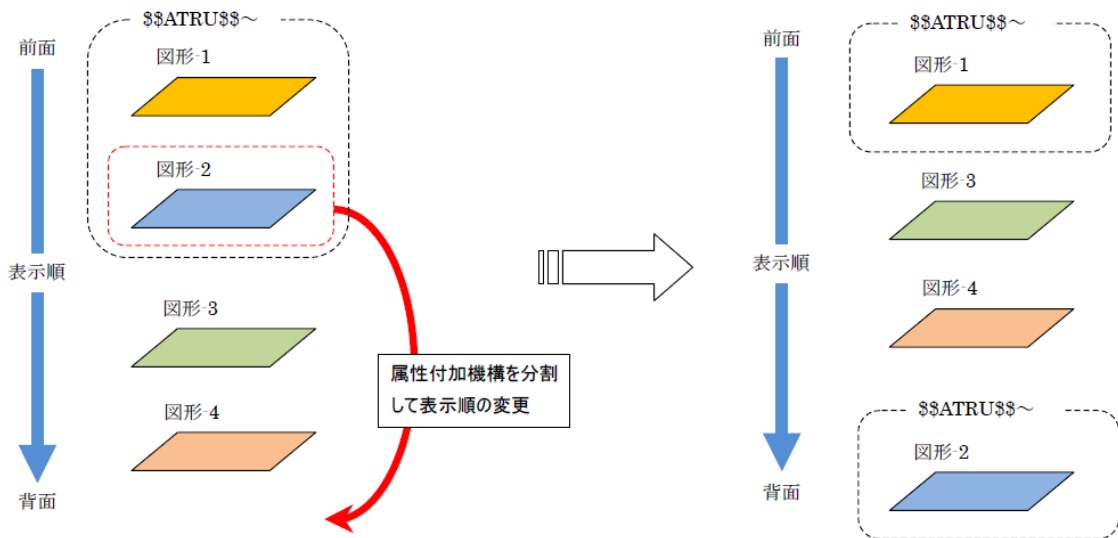 $$ATRU$$~
前面
図形-1
図形-2
表示順
図形-3
属性付加機構を分割
して表示順の変更
図形-4
背面
$$ATRU$$~
前面
図形-1
図形-3
表示順
図形-4
$$ATRU$$~
図形-2
背面